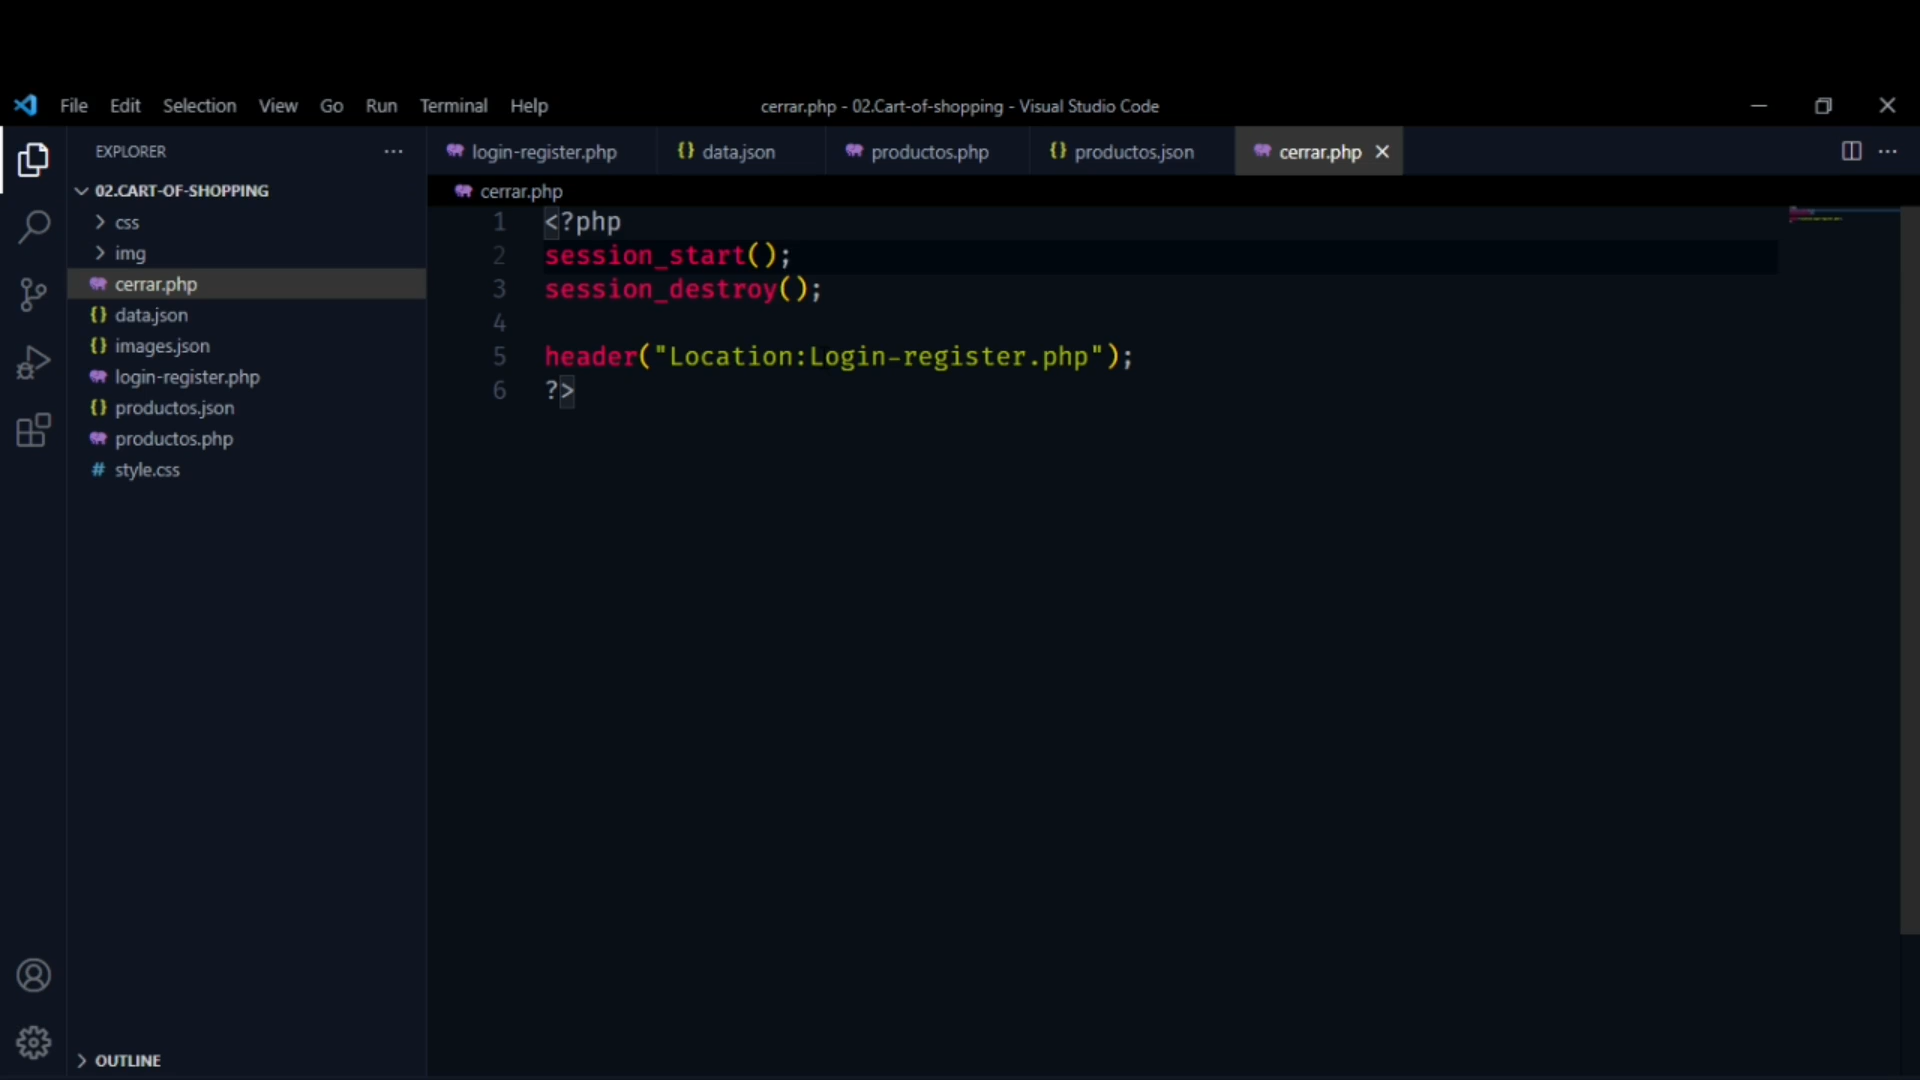 File Edit Selection View Go Run Terminal Help
cerrar.php - 02.Cart-of-shopping - Visual Studio Code
EXPLORER
login-register.php
data.json
productos.php
productos.json
cerrar.php
02.CART-OF-SHOPPING
css
img
cerrar.php
data.json
images.json
login-register.php
productos.json
productos.php
style.css
OUTLINE
cerrar.php
1 <?php
2 session_start();
3 session_destroy();
4
5 header("Location:Login-register.php");
6 ?>